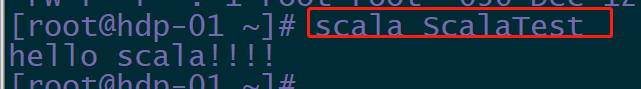 [root@hdp-01 ~]# scala ScalaTest
hello scala!!!!
[root@hdp-01 ~]#